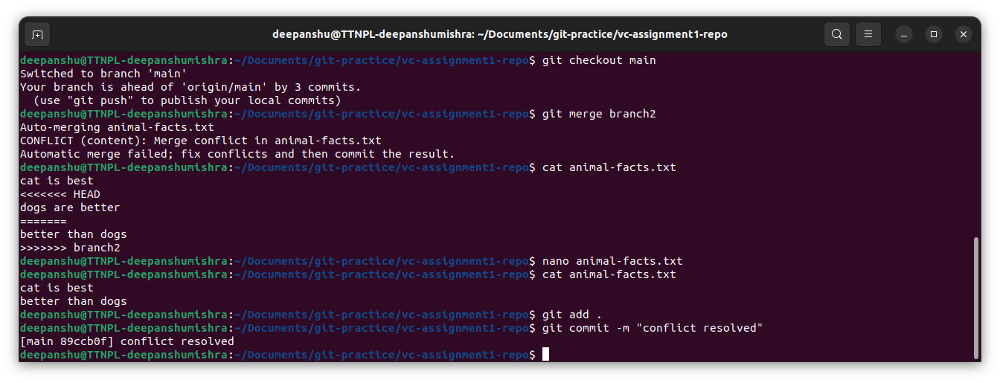 deepanshu@TTNPL-deepanshumishra: ~/Documents/git-practice/vc-assignment1-repo
deepanshu@TTNPL-deepanshumishra:~/Documents/git-practice/vc-assignment1-repo$ git checkout main
Switched to branch 'main'
Your branch is ahead of 'origin/main' by 3 commits.
  (use "git push" to publish your local commits)
deepanshu@TTNPL-deepanshumishra:~/Documents/git-practice/vc-assignment1-repo$ git merge branch2
Auto-merging animal-facts.txt
CONFLICT (content): Merge conflict in animal-facts.txt
Automatic merge failed; fix conflicts and then commit the result.
deepanshu@TTNPL-deepanshumishra:~/Documents/git-practice/vc-assignment1-repo$ cat animal-facts.txt
cat is best
<<<<<<< HEAD
dogs are better
=======
better than dogs
>>>>>>> branch2
deepanshu@TTNPL-deepanshumishra:~/Documents/git-practice/vc-assignment1-repo$ nano animal-facts.txt
deepanshu@TTNPL-deepanshumishra:~/Documents/git-practice/vc-assignment1-repo$ cat animal-facts.txt
cat is best
better than dogs
deepanshu@TTNPL-deepanshumishra:~/Documents/git-practice/vc-assignment1-repo$ git add .
deepanshu@TTNPL-deepanshumishra:~/Documents/git-practice/vc-assignment1-repo$ git commit -m "conflict resolved"
[main 89ccb0f] conflict resolved
deepanshu@TTNPL-deepanshumishra:~/Documents/git-practice/vc-assignment1-repo$